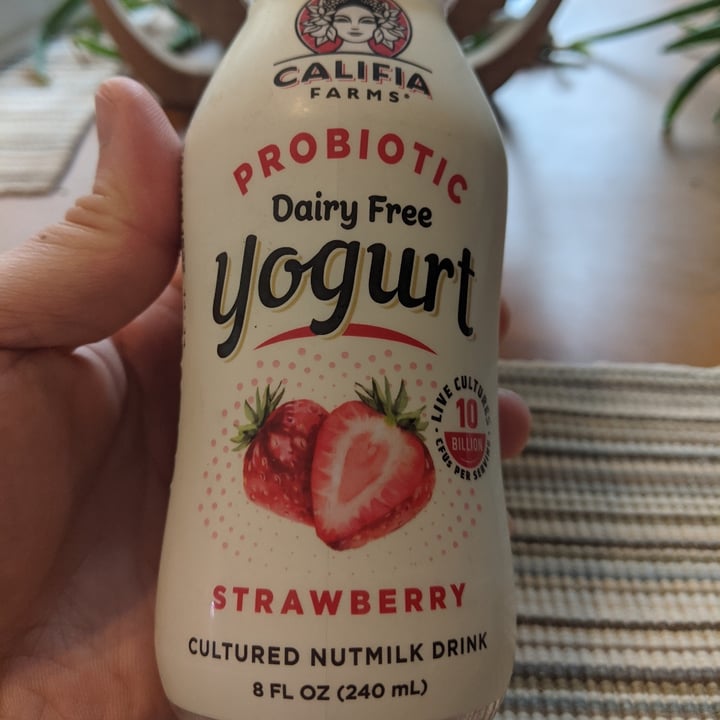 CALIFIA
FARMS®
PROBIOTIC
Dairy Free
yogurt
LIVE CULTURES
10
BILLION
CFUs PER SERVING
STRAWBERRY
CULTURED NUTMILK DRINK
8 FL OZ (240 mL)